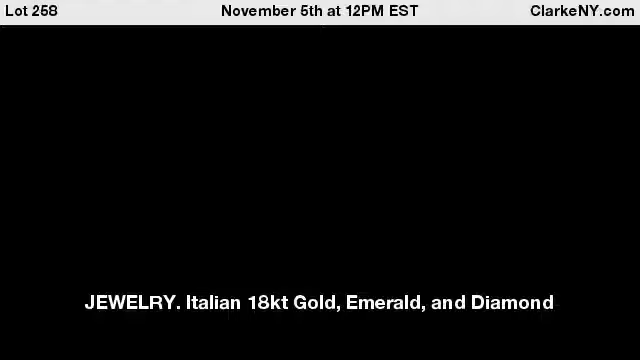 Lot 258 November 5th at 12PM EST ClarkeNY.com
JEWELRY. Italian 18kt Gold, Emerald, and Diamond